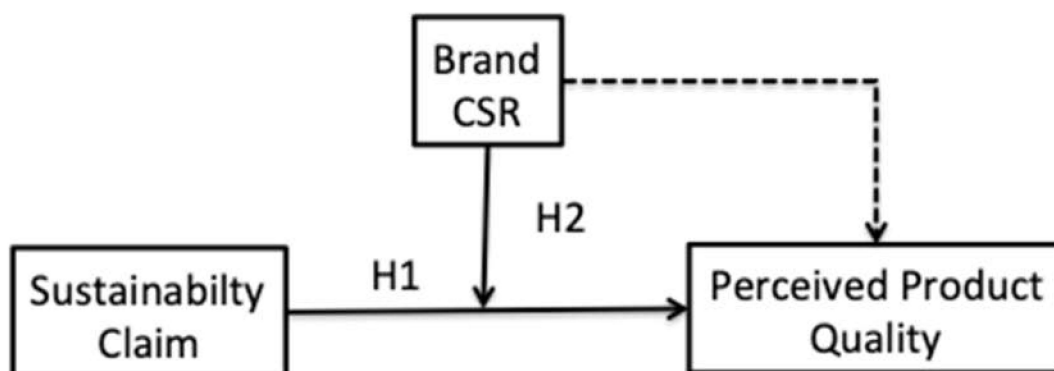 Brand
CSR
H2
H1
Sustainabilty
Claim
Perceived Product
Quality